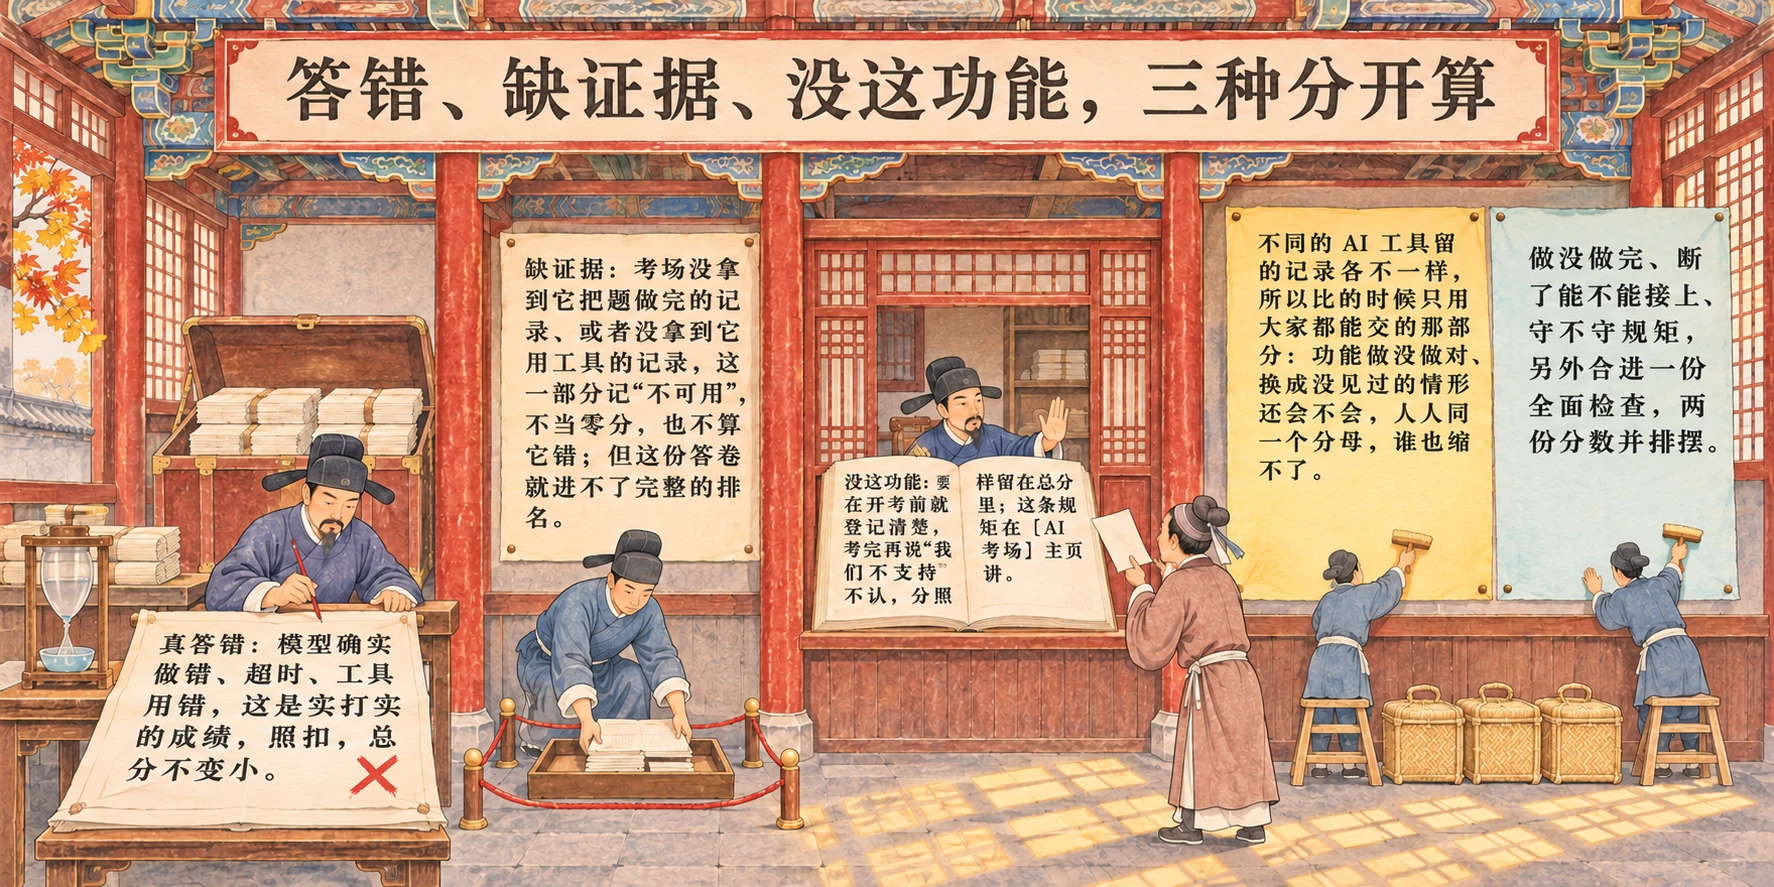 答错、缺证据、没这功能，三种分开算
真答错：模型确实
做错、超时、工具
用错，这是实打实
的成绩，照扣，总
分不变小。
缺证据：考场没拿
到它把题做完的记
录、或者没拿到它
用工具的记录，这
一部分记“不可用”，
不当零分，也不算
它错；但这份答卷
就进不了完整的排
名。
没这功能：要
在开考前就
登记清楚，
考完再说“我
们不支持”
不认，分照
样留在总分
里；这条规
矩在［AI
考场］主页
讲。
不同的 AI 工具留
的记录各不一样，
所以比的时候只用
大家都能交的那部
分：功能做没做对、
换成没见过的情形
还会不会，人人同
一个分母，谁也缩
不了。
做没做完、断
了能不能接上、
守不守规矩，
另外合进一份
全面检查，两
份分数并排摆。